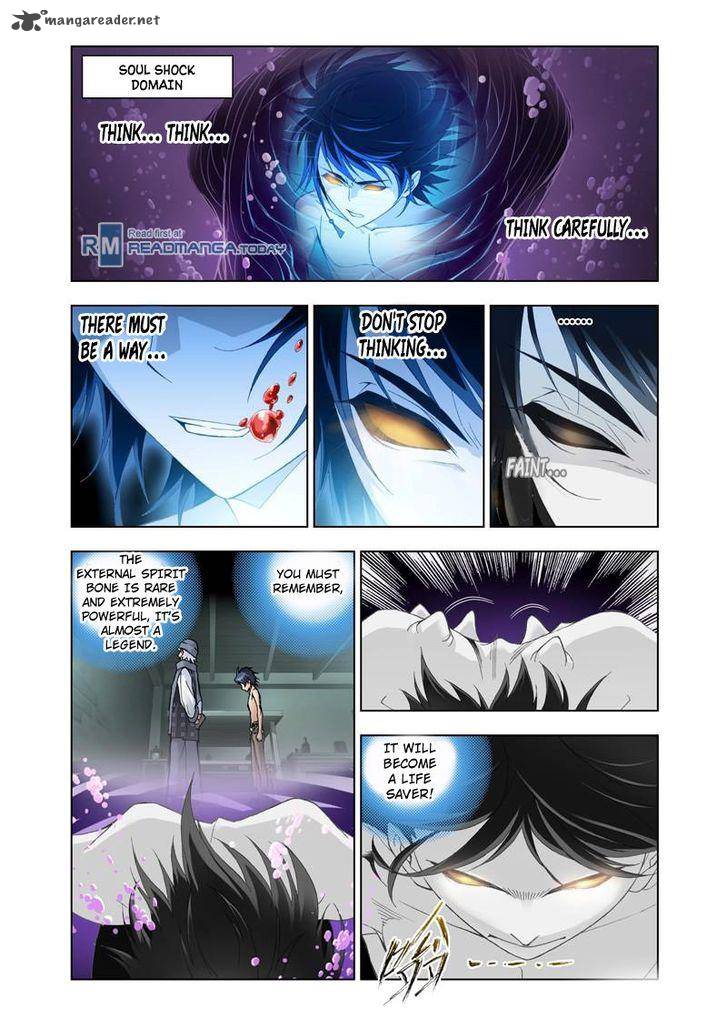 mangareader.net
SOUL SHOCK
DOMAIN
THINK... THINK...
RM
Read first at
READMANGA.TODAY
THINK CAREFULLY...
THERE MUST
BE A WAY...
DON'T STOP
THINKING...
......
FAINT...
THE
EXTERNAL SPIRIT
BONE IS RARE
AND EXTREMELY
POWERFUL, IT'S
ALMOST A
LEGEND.
YOU MUST
REMEMBER,
IT WILL
BECOME A
LIFE
SAVER!